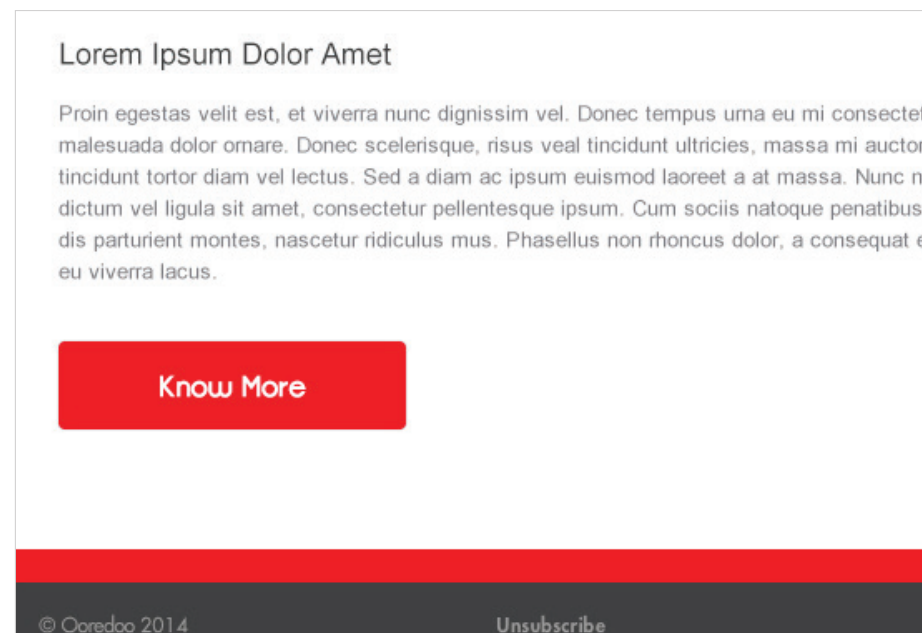 Lorem Ipsum Dolor Amet
Proin egestas velit est, et viverra nunc dignissim vel. Donec tempus urna eu mi consectet
malesuada dolor ornare. Donec scelerisque, risus veal tincidunt ultricies, massa mi auctor
tincidunt tortor diam vel lectus. Sed a diam ac ipsum euismod laoreet a at massa. Nunc n
dictum vel ligula sit amet, consectetur pellentesque ipsum. Cum sociis natoque penatibus
dis parturient montes, nascetur ridiculus mus. Phasellus non rhoncus dolor, a consequat e
eu viverra lacus.
Know More
© Ooredoo 2014 Unsubscribe